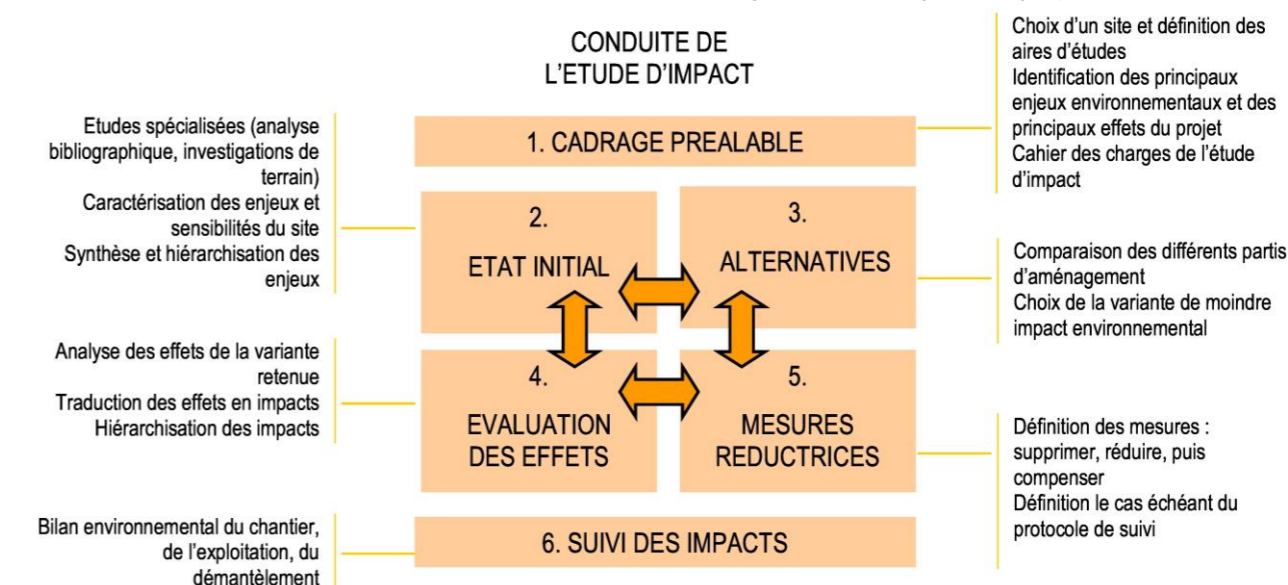 CONDUITE DE
L'ETUDE D'IMPACT
Choix d'un site et définition des
aires d'études
Identification des principaux
enjeux environnementaux et des
principaux effets du projet
Cahier des charges de l'étude
d'impact
1. CADRAGE PREALABLE
Etudes spécialisées (analyse
bibliographique, investigations de
terrain)
Caractérisation des enjeux et
sensibilités du site
Synthèse et hiérarchisation des
enjeux
2.
ETAT INITIAL
3.
ALTERNATIVES
Comparaison des différents partis
d'aménagement
Choix de la variante de moindre
impact environnemental
Analyse des effets de la variante
retenue
Traduction des effets en impacts
Hiérarchisation des impacts
4.
EVALUATION
DES EFFETS
5.
MESURES
REDUCTRICES
Définition des mesures :
supprimer, réduire, puis
compenser
Définition le cas échéant du
protocole de suivi
Bilan environnemental du chantier,
de l'exploitation, du
démantèlement
6. SUIVI DES IMPACTS